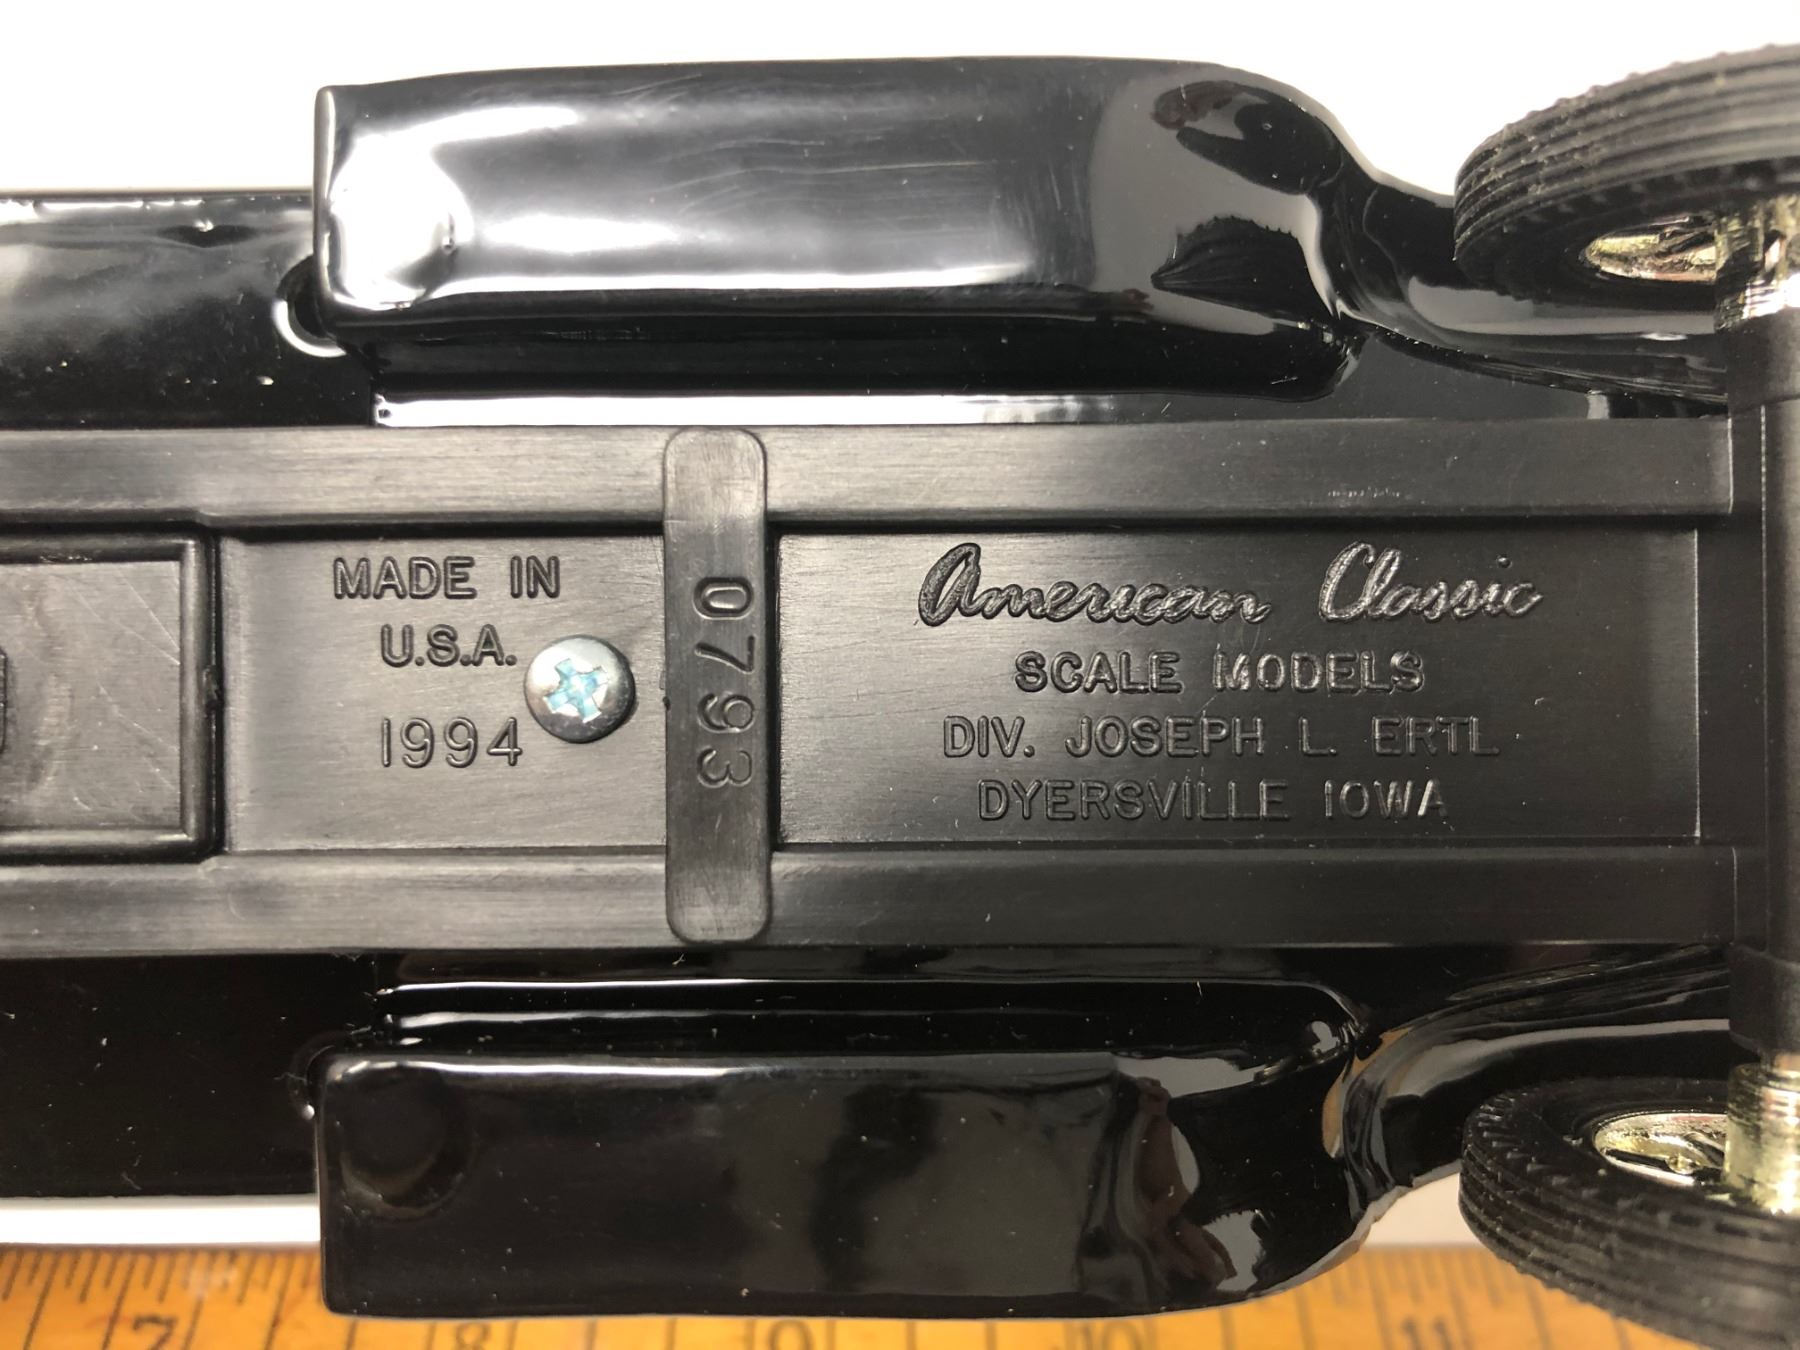 MADE IN
U.S.A.
1994
0793
American Classic
SCALE MODELS
DIV. JOSEPH L. ERTL
DYERSVILLE IOWA
7 8 9 10 11